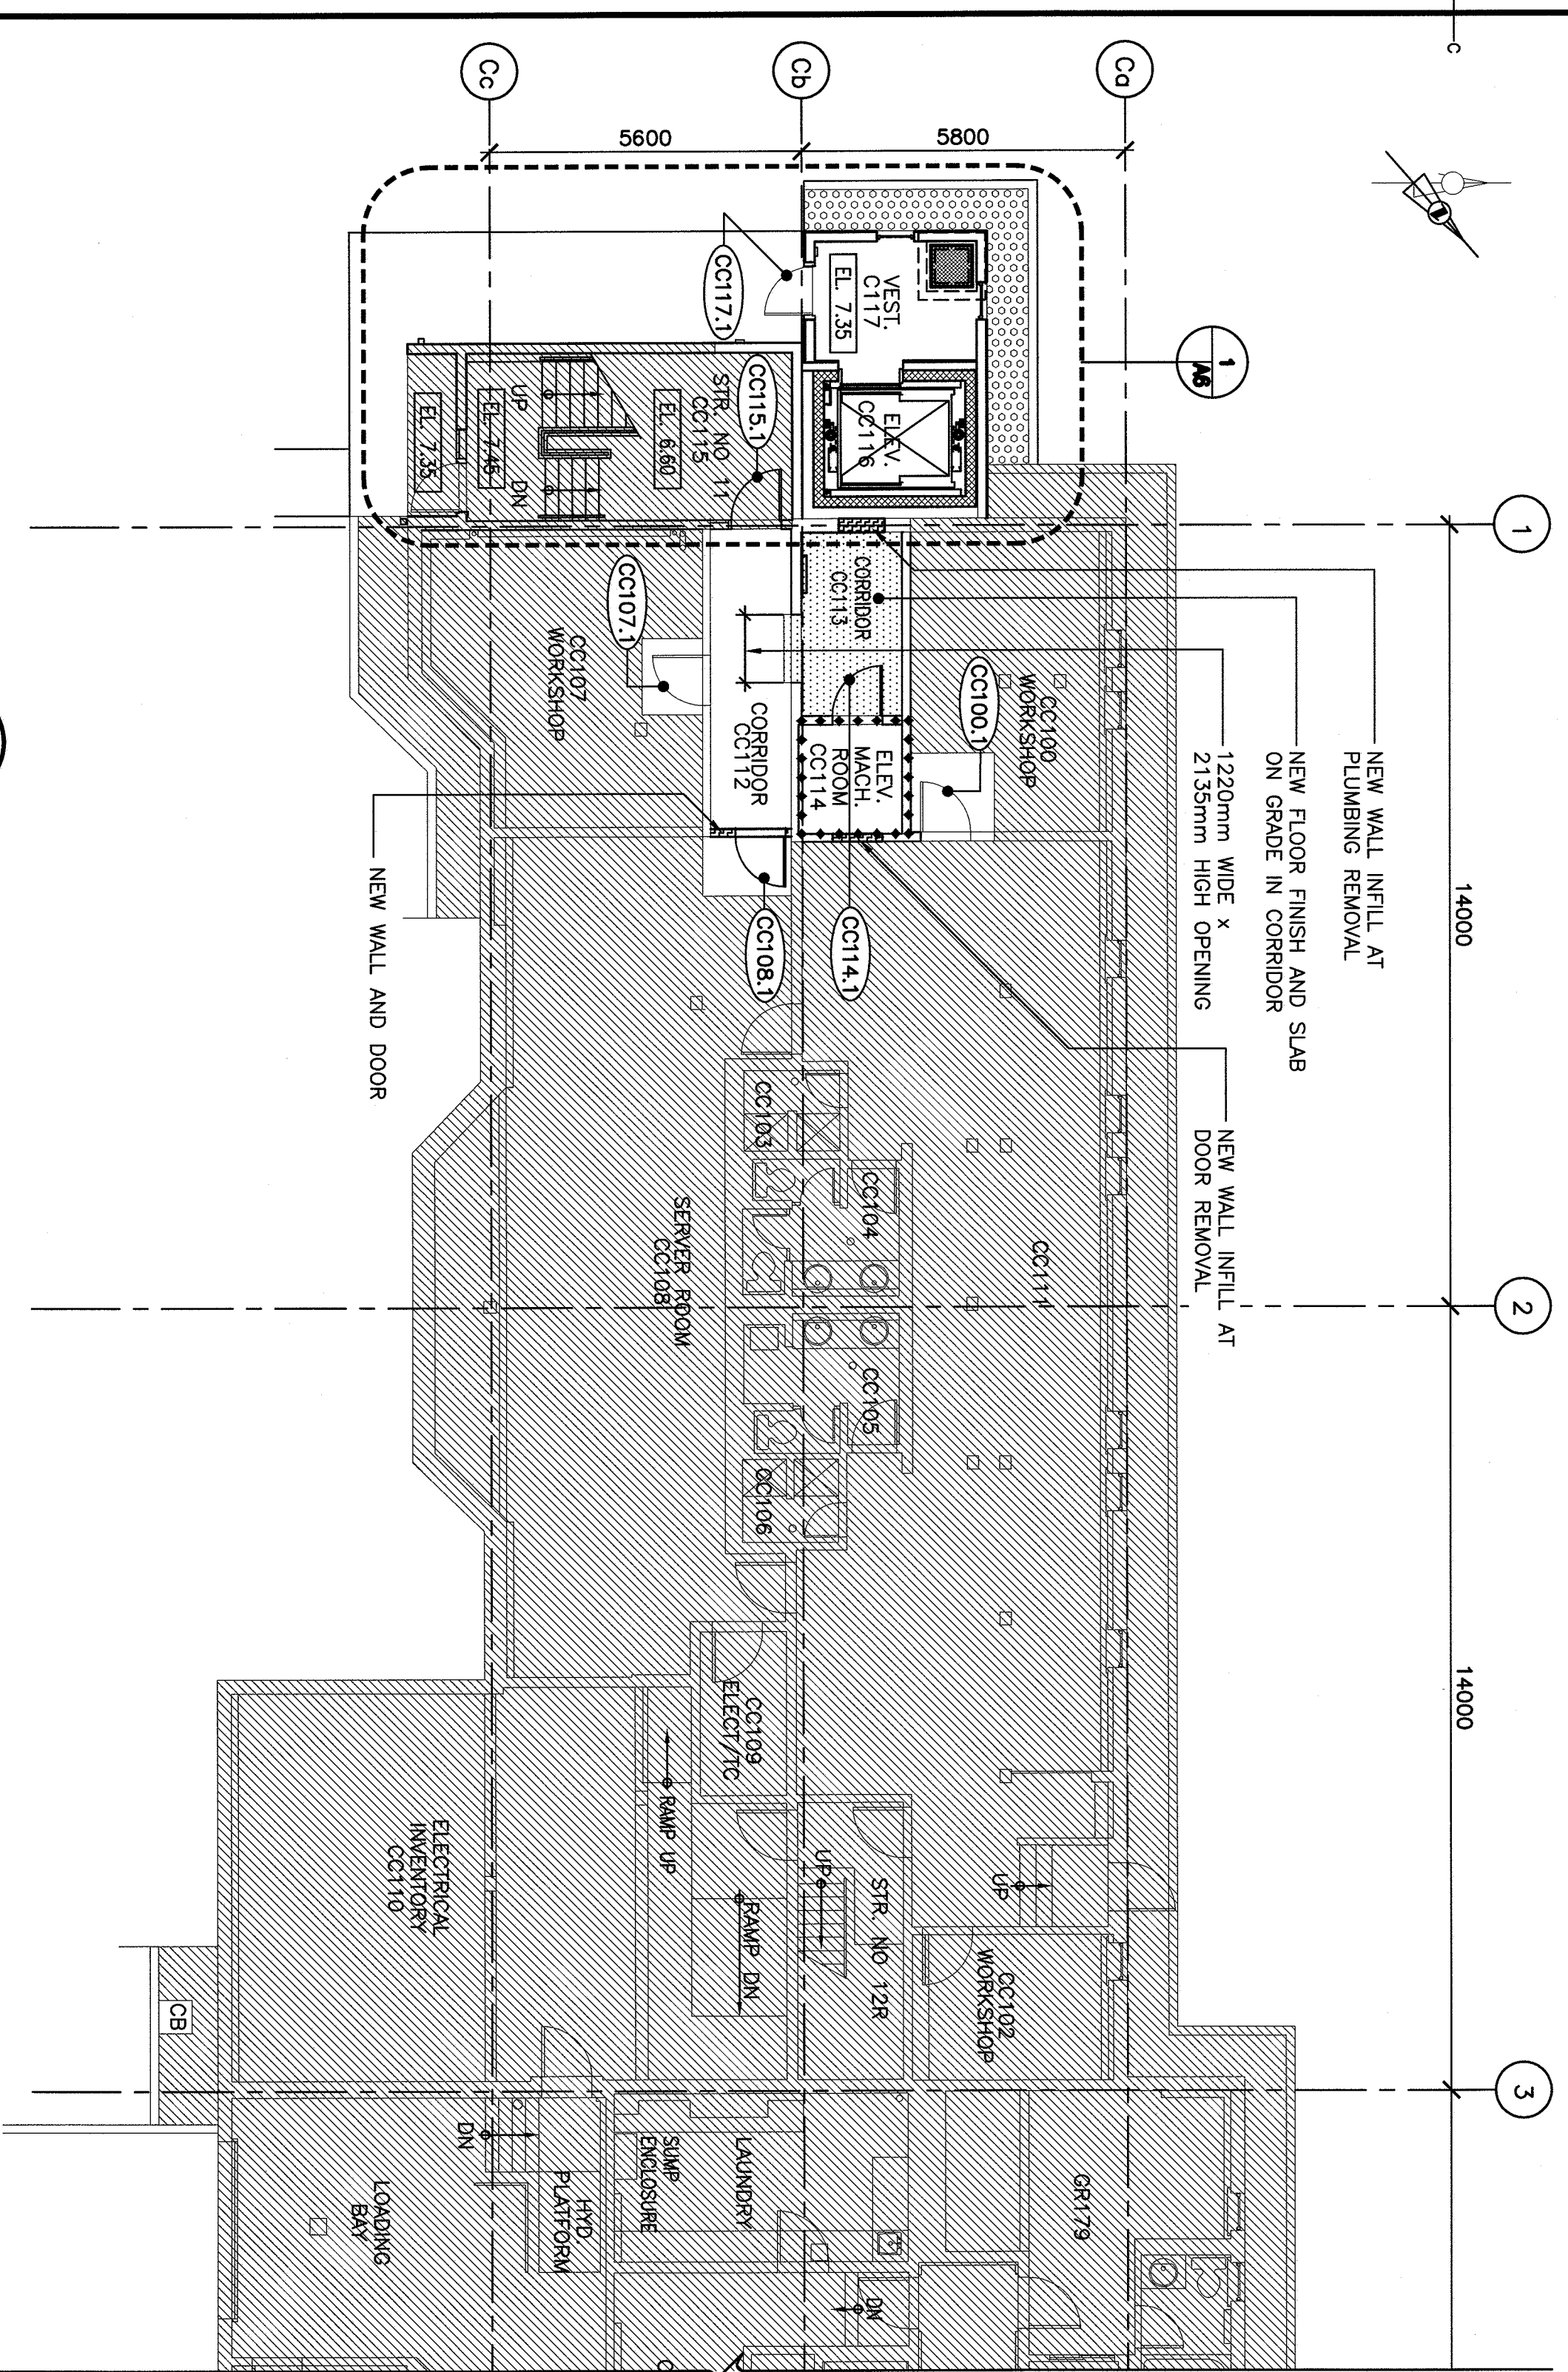 C
1
2
3
14000
14000
Ca
Cb
Cc
5800
5600
1
A6
NEW WALL INFILL AT
PLUMBING REMOVAL
NEW FLOOR FINISH AND SLAB
ON GRADE IN CORRIDOR
1220mm WIDE x
2135mm HIGH OPENING
NEW WALL INFILL AT
DOOR REMOVAL
VEST.
C117
EL. 7.35
CC117.1
ELEV.
CC116
CC115.1
STR. NO 11
CC115
EL. 6.60
UP
DN
EL. 7.45
EL. 7.35
CORRIDOR
CC113
CC100
WORKSHOP
CC100.1
ELEV.
MACH.
ROOM
CC114
CC114.1
CC107.1
CC107
WORKSHOP
CORRIDOR
CC112
CC108.1
NEW WALL AND DOOR
CC103
CC104
CC111
SERVER ROOM
CC108
CC105
CC106
CC109
ELECT/TC
RAMP UP
RAMP DN
UP
STR. NO 12R
UP
CC102
WORKSHOP
ELECTRICAL
INVENTORY
CC110
CB
DN
HYD.
PLATFORM
LOADING
BAY
SUMP
ENCLOSURE
LAUNDRY
GR179
DN